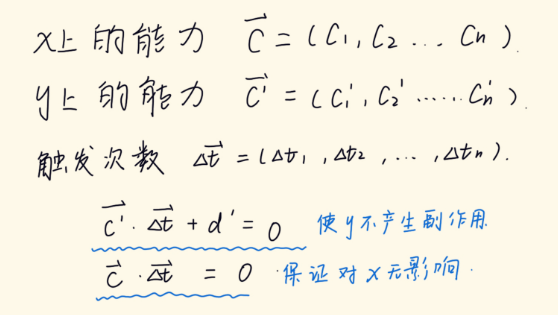 x上的能力 $\vec{C} = (C_1, C_2 \ldots C_n)$.
y上的能力 $\vec{C'} = (C_1', C_2' \ldots\ldots C_n')$.
触发次数 $\vec{\Delta t} = (\Delta t_1, \Delta t_2, \ldots, \Delta t_n)$.
$\vec{C'} \cdot \vec{\Delta t} + d' = 0$ 使y不产生副作用
$\vec{C} \cdot \vec{\Delta t} = 0$ 保证对x无影响.